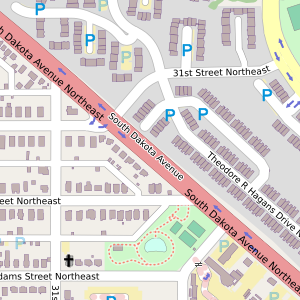 P
P
P
P
31st Street Northeast
South Dakota Avenue Northeast
P
P
P
P
South Dakota Avenue
Theodore R Hagans Drive N
South Dakota Avenue Northeast
eet Northeast
P
P
dams Street Northeast
31s
P
P